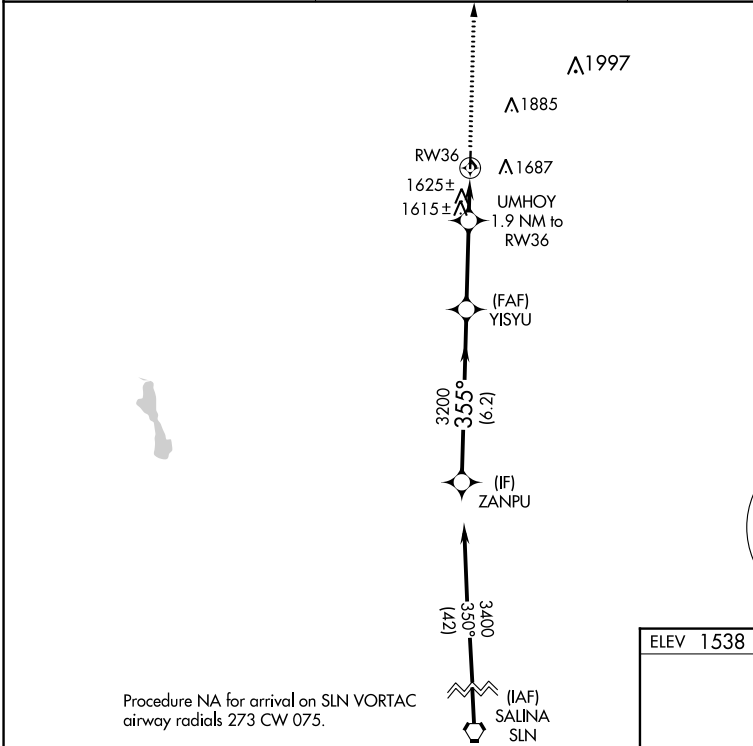 1997
1885
RW36
1687
1625±
1615±
UMHOY
1.9 NM to
RW36
(FAF)
YISYU
3200
355°
(6.2)
(IF)
ZANPU
3400
350°
(42)
ELEV 1538
(IAF)
SALINA
SLN
Procedure NA for arrival on SLN VORTAC
airway radials 273 CW 075.